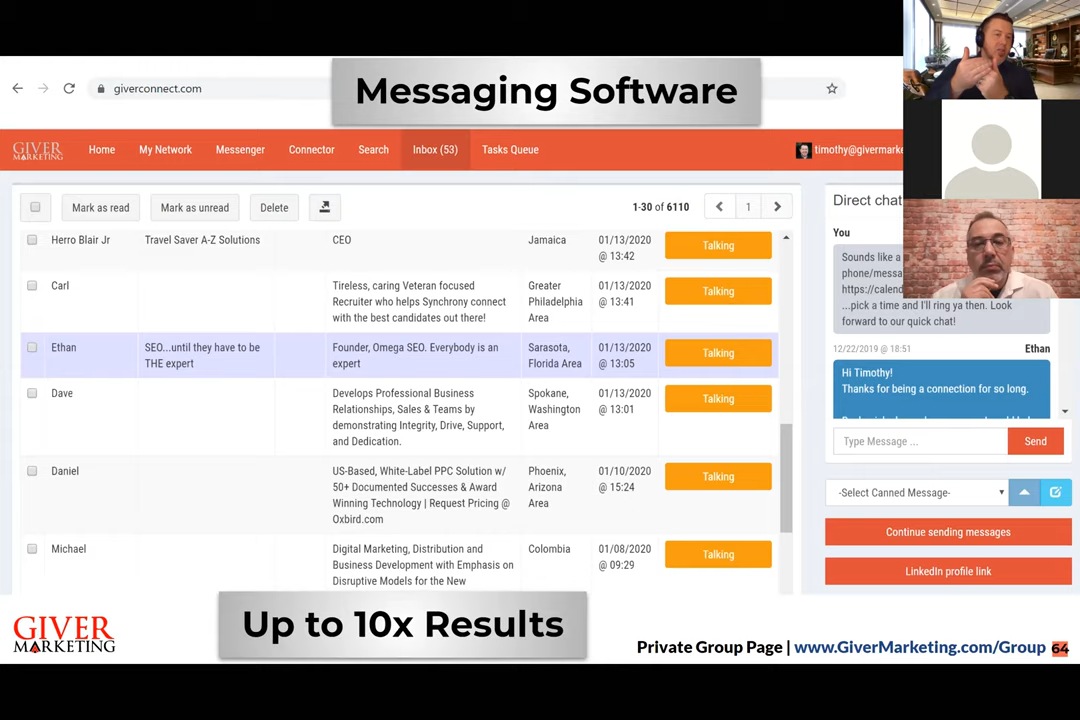 Messaging Software
giverconnect.com
GIVER
MARKETING
Home
My Network
Messenger
Connector
Search
Inbox (53)
Tasks Queue
timothy@givermarke
Mark as read
Mark as unread
Delete
1-30 of 6110
1
Direct chat
Herro Blair Jr
Travel Saver A-Z Solutions
CEO
Jamaica
01/13/2020
@ 13:42
Talking
Carl
Tireless, caring Veteran focused
Recruiter who helps Synchrony connect
with the best candidates out there!
Greater
Philadelphia
Area
01/13/2020
@ 13:41
Talking
Ethan
SEO...until they have to be
THE expert
Founder, Omega SEO. Everybody is an
expert
Sarasota,
Florida Area
01/13/2020
@ 13:05
Talking
Dave
Develops Professional Business
Relationships, Sales & Teams by
demonstrating Integrity, Drive, Support,
and Dedication.
Spokane,
Washington
Area
01/13/2020
@ 13:01
Talking
Daniel
US-Based, White-Label PPC Solution w/
50+ Documented Successes & Award
Winning Technology | Request Pricing @
Oxbird.com
Phoenix,
Arizona
Area
01/10/2020
@ 15:24
Talking
Michael
Digital Marketing, Distribution and
Business Development with Emphasis on
Disruptive Models for the New
Colombia
01/08/2020
@ 09:29
Talking
You
Sounds like a
phone/messa
https://calend
...pick a time and I'll ring ya then. Look
forward to our quick chat!
12/22/2019 @ 18:51
Ethan
Hi Timothy!
Thanks for being a connection for so long.
Type Message ...
Send
-Select Canned Message-
Continue sending messages
LinkedIn profile link
GIVER
MARKETING
Up to 10x Results
Private Group Page | www.GiverMarketing.com/Group 64